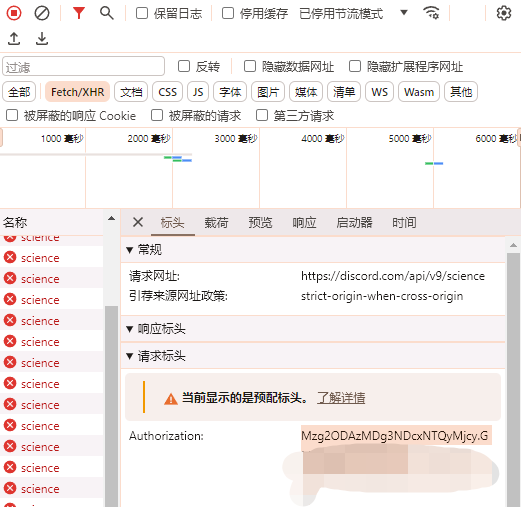 保留日志 停用缓存 已停用节流模式
过滤 反转 隐藏数据网址 隐藏扩展程序网址
全部 Fetch/XHR 文档 CSS JS 字体 图片 媒体 清单 WS Wasm 其他
被屏蔽的响应 Cookie 被屏蔽的请求 第三方请求
1000 毫秒 2000 毫秒 3000 毫秒 4000 毫秒 5000 毫秒 6000 毫秒
名称 标头 载荷 预览 响应 启动器 时间
science
science
science
science
science
science
science
science
science
science
science
science
science
常规
请求网址: https://discord.com/api/v9/science
引荐来源网址政策: strict-origin-when-cross-origin
响应标头
请求标头
当前显示的是预配标头。 了解详情
Authorization: Mzg2ODAzMDg3NDcxNTQyMjcy.G